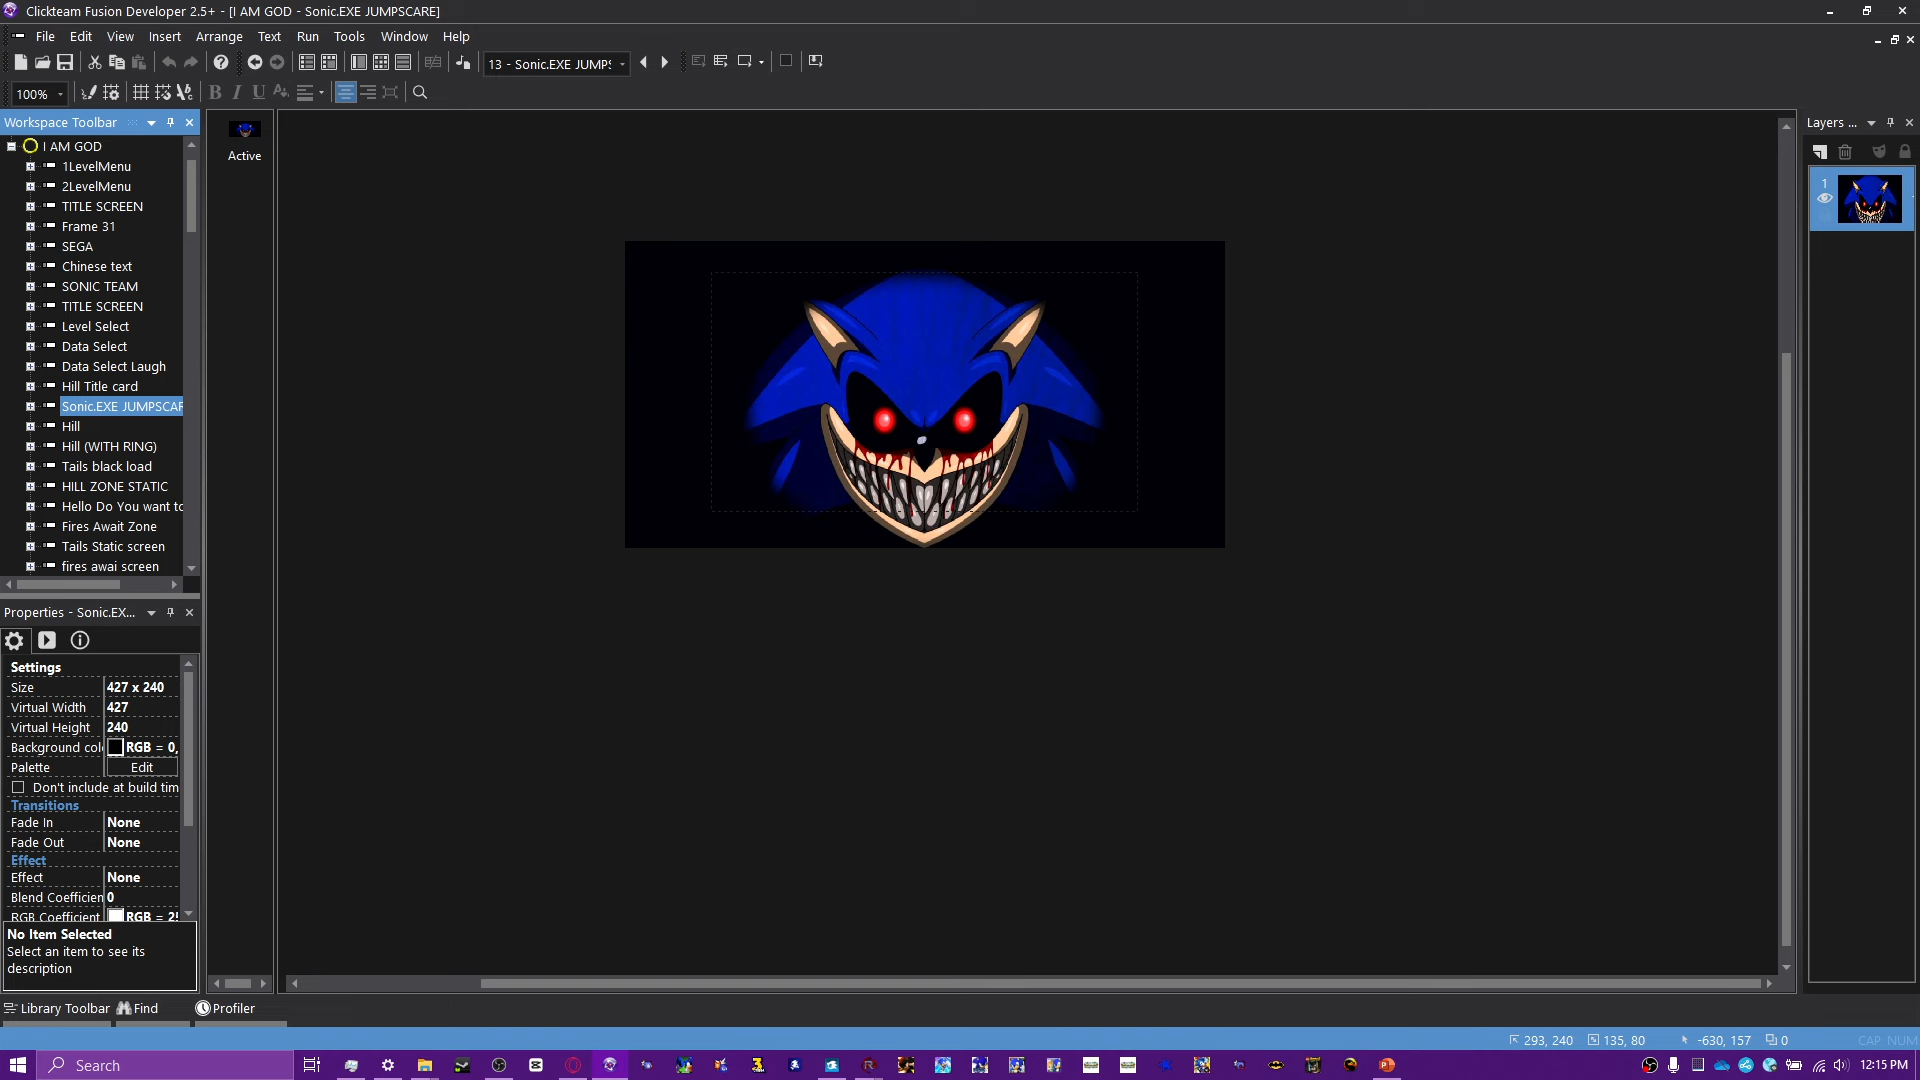 Clickteam Fusion Developer 2.5+ - [I AM GOD - Sonic.EXE JUMPSCARE]
File Edit View Insert Arrange Text Run Tools Window Help
13 - Sonic.EXE JUMPS
100%
Workspace Toolbar
I AM GOD
1LevelMenu
2LevelMenu
TITLE SCREEN
Frame 31
SEGA
Chinese text
SONIC TEAM
TITLE SCREEN
Level Select
Data Select
Data Select Laugh
Hill Title card
Sonic.EXE JUMPSCAR
Hill
Hill (WITH RING)
Tails black load
HILL ZONE STATIC
Hello Do You want to
Fires Await Zone
Tails Static screen
fires awai screen
Active
Layers ...
1
Properties - Sonic.EX...
Settings
Size 427 x 240
Virtual Width 427
Virtual Height 240
Background col RGB = 0,
Palette Edit
Don't include at build tim
Transitions
Fade In None
Fade Out None
Effect
Effect None
Blend Coefficien 0
RGB Coefficient RGB = 25
No Item Selected
Select an item to see its
description
Library Toolbar Find Profiler
293, 240 135, 80 -630, 157 0 CAP NUM
Search
12:15 PM